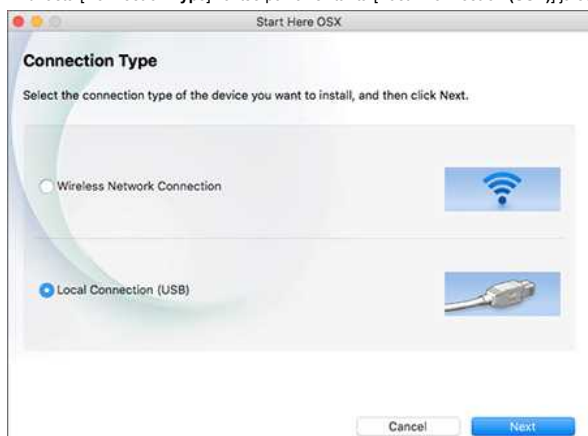 Start Here OSX
Connection Type
Select the connection type of the device you want to install, and then click Next.
Wireless Network Connection
Local Connection (USB)
Cancel
Next